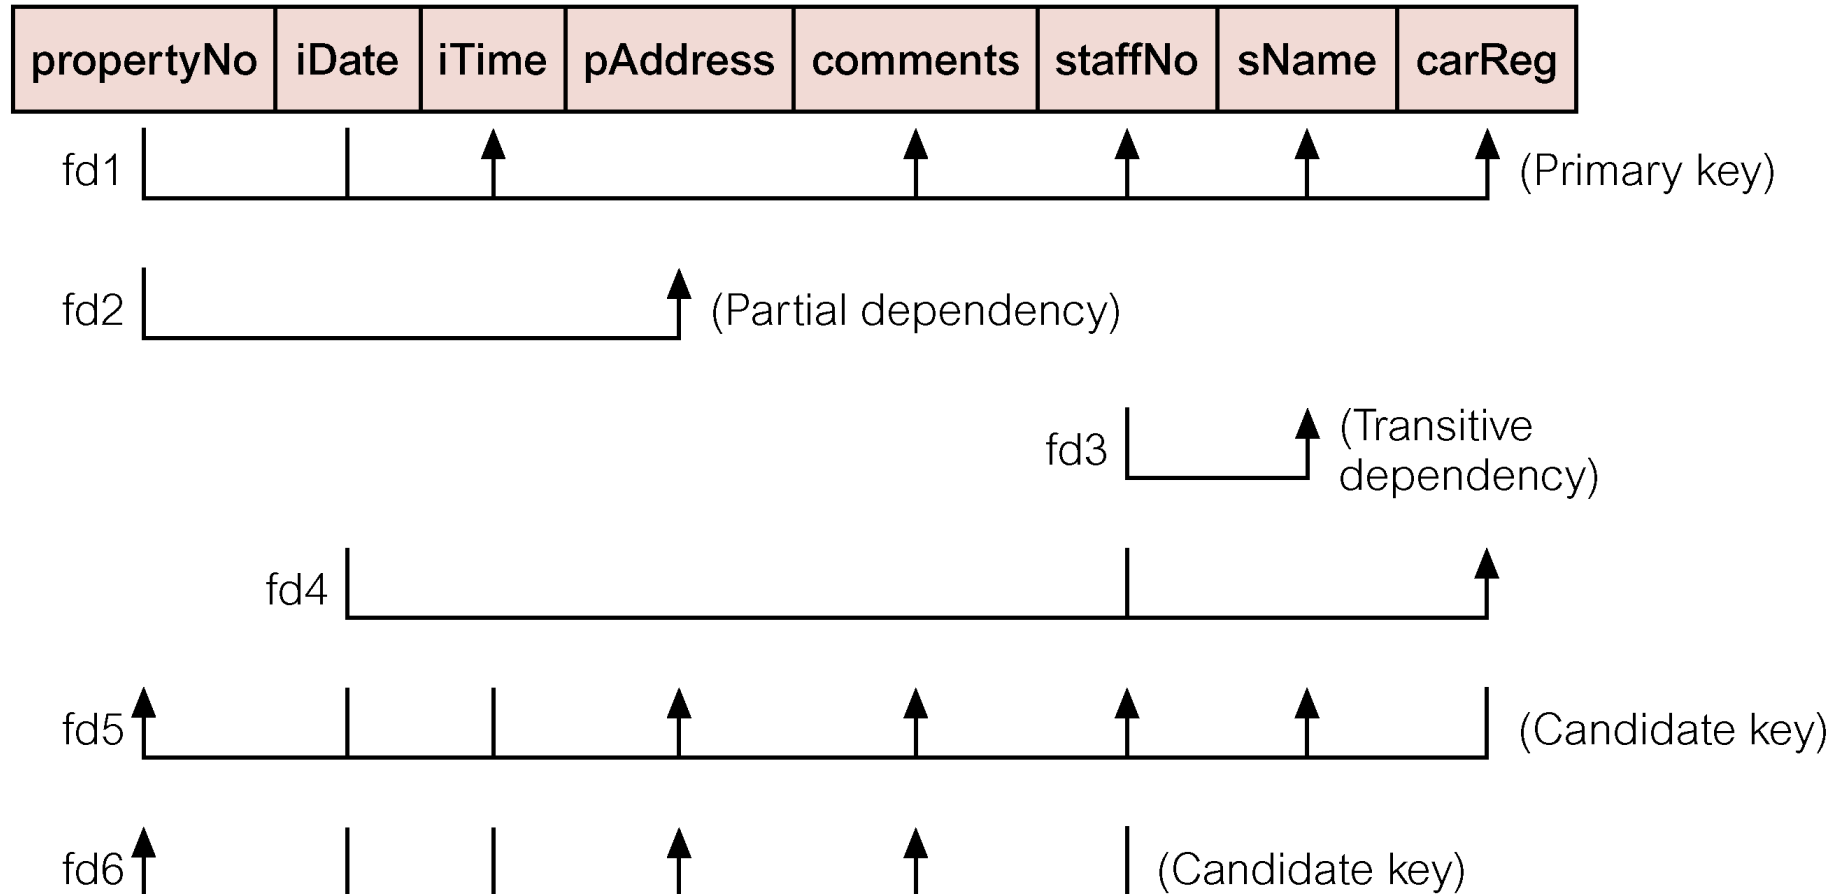 propertyNo iDate iTime pAddress comments staffNo sName carReg
fd1 (Primary key)
fd2 (Partial dependency)
fd3 (Transitive
dependency)
fd4
fd5 (Candidate key)
fd6 (Candidate key)